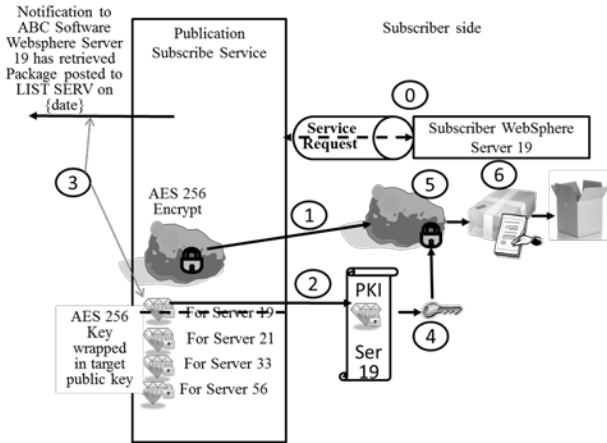 Notification to
ABC Software
Websphere Server
19 has retrieved
Package posted to
LIST SERV on
{date}
Publication
Subscribe Service
Subscriber side
0
Service
Request
Subscriber WebSphere
Server 19
3
AES 256
Encrypt
1
5
6
2
AES 256
Key
wrapped
in target
public key
For Server 19
For Server 21
For Server 33
For Server 56
PKI
Ser
19
4